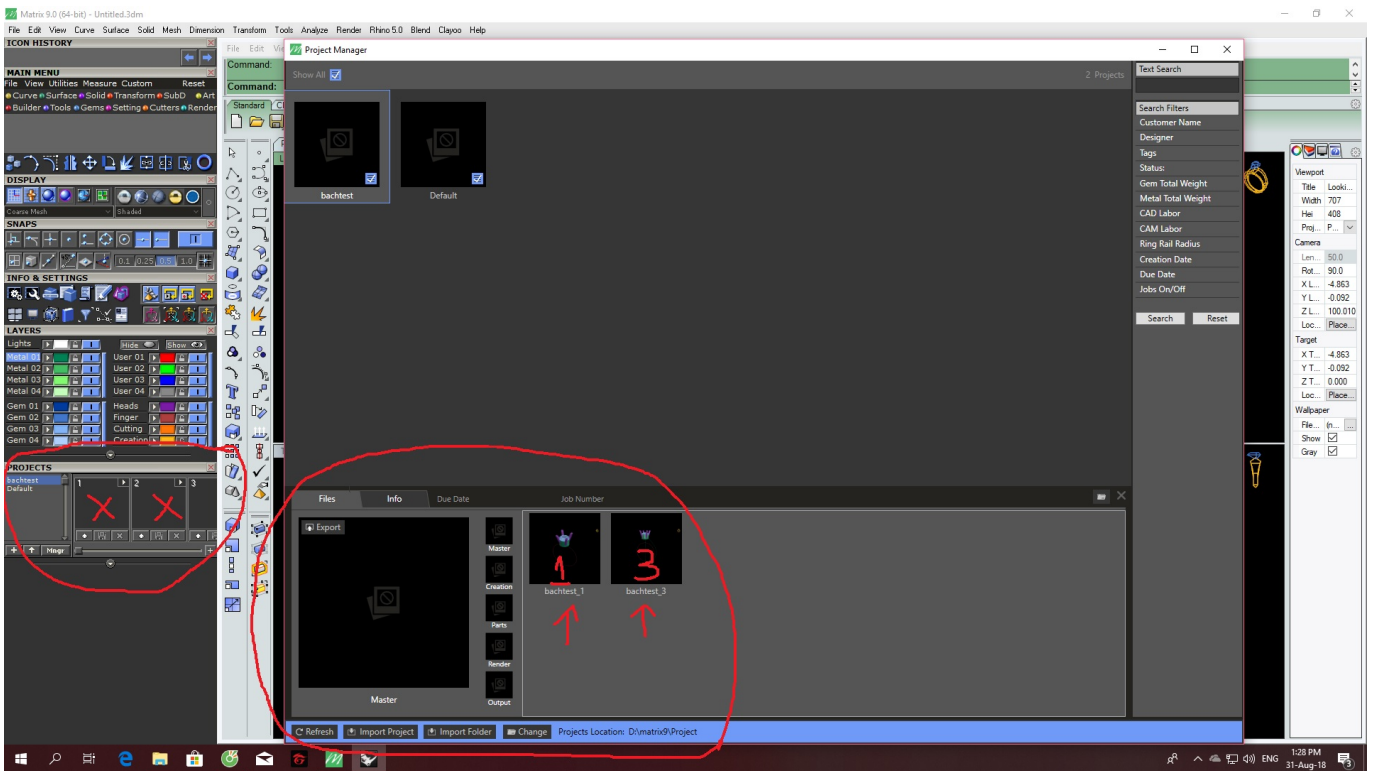 Matrix 9.0 (64-bit) - Untitled.3dm
File Edit View Curve Surface Solid Mesh Dimension Transform Tools Analyze Render Rhino 5.0 Blend Clayoo Help
ICON HISTORY
MAIN MENU
File View Utilities Measure Custom Reset
Curve Surface Solid Transform SubD Art
Builder Tools Gems Setting Cutters Render
DISPLAY
Coarse Mesh Shaded
SNAPS
0.1 0.25 0.5 1.0
INFO & SETTINGS
LAYERS
Lights Hide Show
Metal 01 User 01
Metal 02 User 02
Metal 03 User 03
Metal 04 User 04
Gem 01 Heads
Gem 02 Finger
Gem 03 Cutting
Gem 04 Creation
PROJECTS
bachtest
Default
1 2 3
X X
Mngr
File Edit
Command:
Command:
Standard
Project Manager
Show All
2 Projects
bachtest Default
Text Search
Search Filters
Customer Name
Designer
Tags
Status:
Gem Total Weight
Metal Total Weight
CAD Labor
CAM Labor
Ring Rail Radius
Creation Date
Due Date
Jobs On/Off
Search Reset
Files Info Due Date Job Number
Export
Master
Master
Creation
Parts
Render
Output
1 3
bachtest_1 bachtest_3
Refresh Import Project Import Folder Change Projects Location: D:\matrix9\Project
Viewport
Title Looki...
Width 707
Hei 408
Proj... P...
Camera
Len... 50.0
Rot... 90.0
X L... -4.863
Y L... -0.092
Z L... 100.010
Loc... Place...
Target
X T... -4.863
Y T... -0.092
Z T... 0.000
Loc... Place...
Wallpaper
File... (n... ...
Show
Gray
ENG
1:28 PM
31-Aug-18